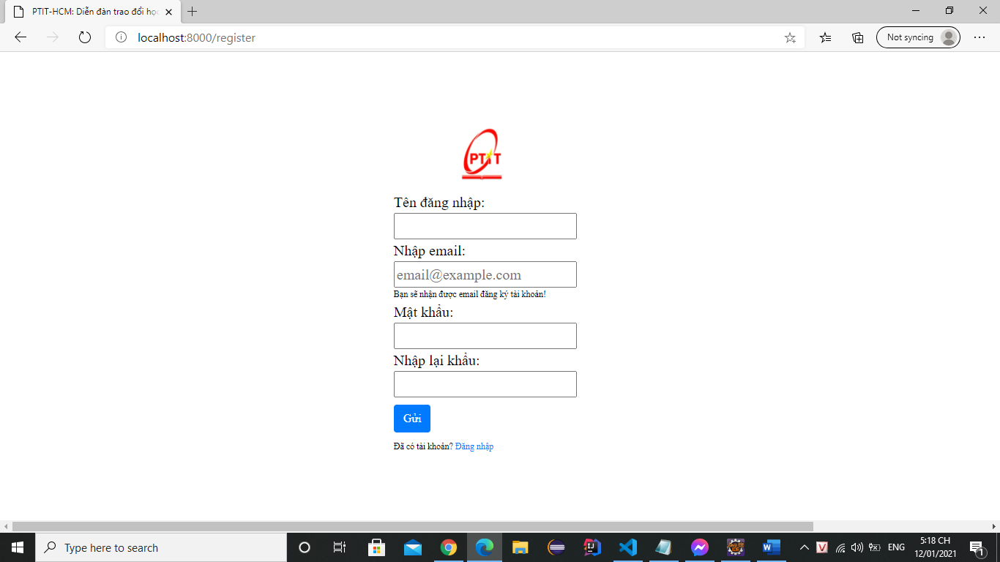 PTIT-HCM: Diễn đàn trao đổi học
localhost:8000/register
Not syncing
PTIT
Tên đăng nhập:
Nhập email:
email@example.com
Bạn sẽ nhận được email đăng ký tài khoản!
Mật khẩu:
Nhập lại khẩu:
Gửi
Đã có tài khoản? Đăng nhập
Type here to search
ENG
5:18 CH
12/01/2021
1